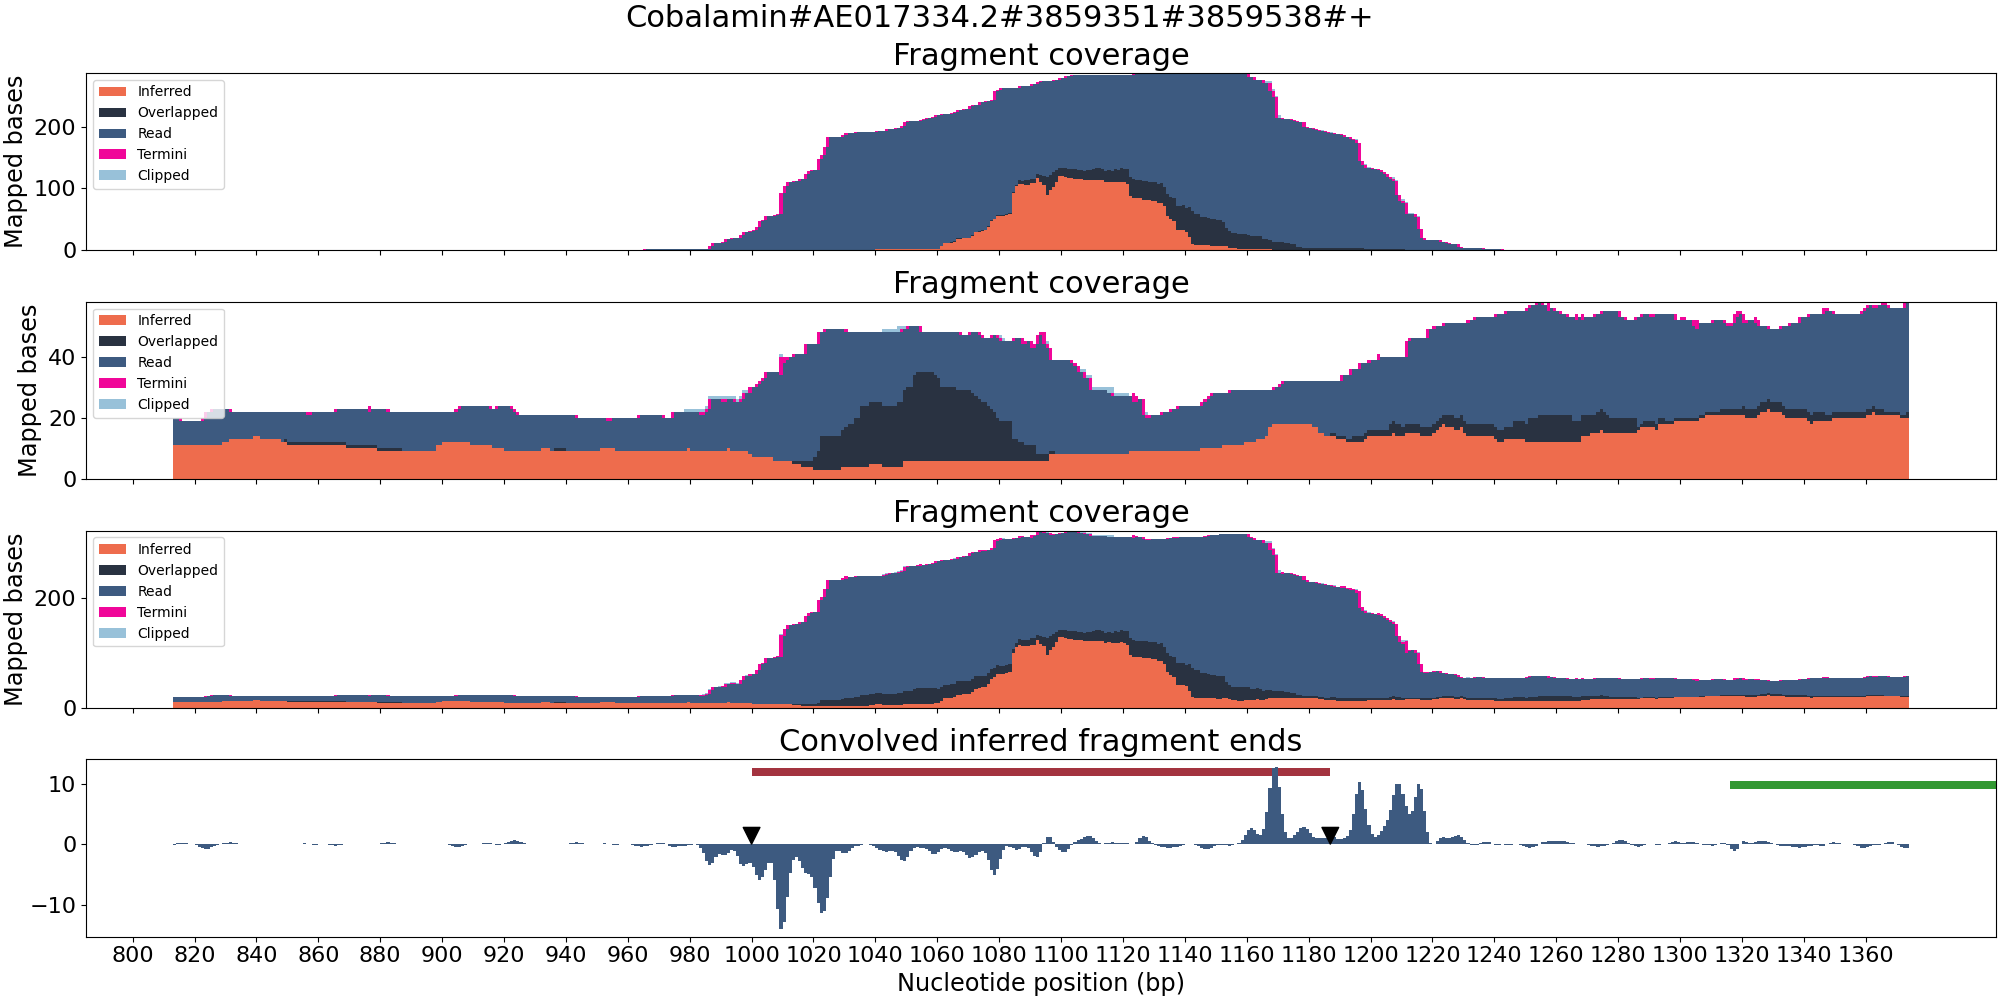 Cobalamin#AE017334.2#3859351#3859538#+
Fragment coverage
Mapped bases
200
100
0
Inferred
Overlapped
Read
Termini
Clipped
Fragment coverage
Mapped bases
40
20
0
Inferred
Overlapped
Read
Termini
Clipped
Fragment coverage
Mapped bases
200
0
Inferred
Overlapped
Read
Termini
Clipped
Convolved inferred fragment ends
10
0
−10
800 820 840 860 880 900 920 940 960 980 1000 1020 1040 1060 1080 1100 1120 1140 1160 1180 1200 1220 1240 1260 1280 1300 1320 1340 1360
Nucleotide position (bp)